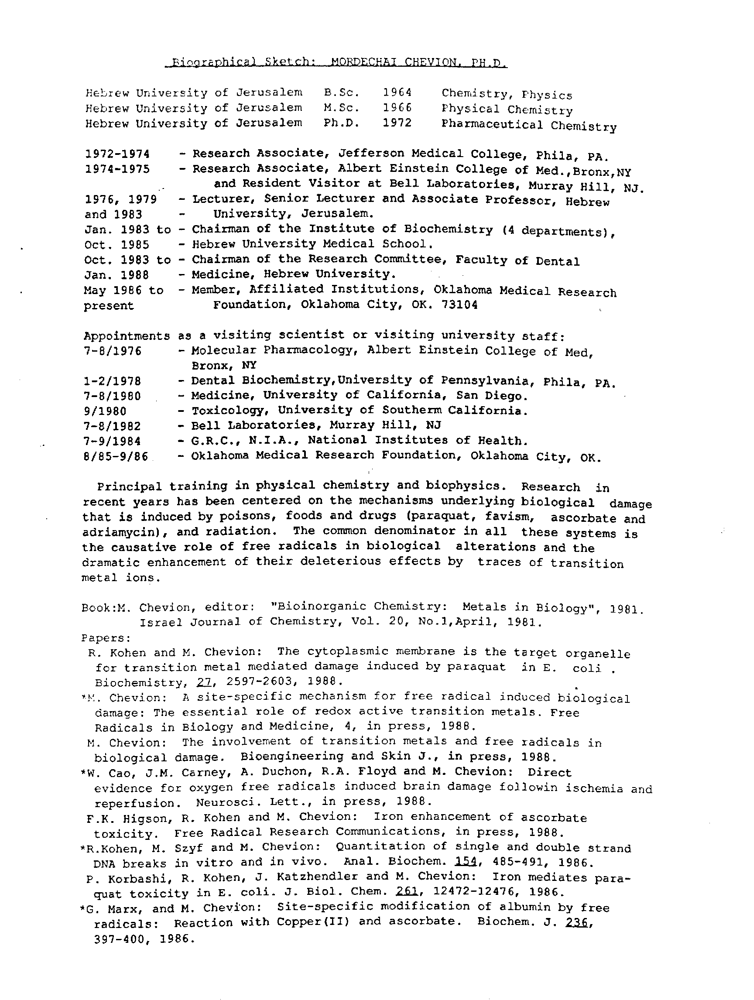 Biographical Sketch: MORDECHAI CHEVION, PH.D.
Hebrew University of Jerusalem B.Sc. 1964 Chemistry, Physics
Hebrew University of Jerusalem M.Sc. 1966 Physical Chemistry
Hebrew University of Jerusalem Ph.D. 1972 Pharmaceutical Chemistry
1972-1974 - Research Associate, Jefferson Medical College, Phila, PA.
1974-1975 - Research Associate, Albert Einstein College of Med.,Bronx,NY
and Resident Visitor at Bell Laboratories, Murray Hill, NJ.
1976, 1979 - Lecturer, Senior Lecturer and Associate Professor, Hebrew
and 1983 - University, Jerusalem.
Jan. 1983 to - Chairman of the Institute of Biochemistry (4 departments),
Oct. 1985 - Hebrew University Medical School.
Oct. 1983 to - Chairman of the Research Committee, Faculty of Dental
Jan. 1988 - Medicine, Hebrew University.
May 1986 to - Member, Affiliated Institutions, Oklahoma Medical Research
present Foundation, Oklahoma City, OK. 73104
Appointments as a visiting scientist or visiting university staff:
7-8/1976 - Molecular Pharmacology, Albert Einstein College of Med,
Bronx, NY
1-2/1978 - Dental Biochemistry,University of Pennsylvania, Phila, PA.
7-8/1980 - Medicine, University of California, San Diego.
9/1980 - Toxicology, University of Southerm California.
7-8/1982 - Bell Laboratories, Murray Hill, NJ
7-9/1984 - G.R.C., N.I.A., National Institutes of Health.
8/85-9/86 - Oklahoma Medical Research Foundation, Oklahoma City, OK.
Principal training in physical chemistry and biophysics. Research in
recent years has been centered on the mechanisms underlying biological damage
that is induced by poisons, foods and drugs (paraquat, favism, ascorbate and
adriamycin), and radiation. The common denominator in all these systems is
the causative role of free radicals in biological alterations and the
dramatic enhancement of their deleterious effects by traces of transition
metal ions.
Book:M. Chevion, editor: "Bioinorganic Chemistry: Metals in Biology", 1981.
Israel Journal of Chemistry, Vol. 20, No.1,April, 1981.
Papers:
R. Kohen and M. Chevion: The cytoplasmic membrane is the target organelle
for transition metal mediated damage induced by paraquat in E. coli .
Biochemistry, 27, 2597-2603, 1988.
*M. Chevion: A site-specific mechanism for free radical induced biological
damage: The essential role of redox active transition metals. Free
Radicals in Biology and Medicine, 4, in press, 1988.
M. Chevion: The involvement of transition metals and free radicals in
biological damage. Bioengineering and Skin J., in press, 1988.
*W. Cao, J.M. Carney, A. Duchon, R.A. Floyd and M. Chevion: Direct
evidence for oxygen free radicals induced brain damage followin ischemia and
reperfusion. Neurosci. Lett., in press, 1988.
F.K. Higson, R. Kohen and M. Chevion: Iron enhancement of ascorbate
toxicity. Free Radical Research Communications, in press, 1988.
*R.Kohen, M. Szyf and M. Chevion: Quantitation of single and double strand
DNA breaks in vitro and in vivo. Anal. Biochem. 154, 485-491, 1986.
P. Korbashi, R. Kohen, J. Katzhendler and M. Chevion: Iron mediates para-
quat toxicity in E. coli. J. Biol. Chem. 261, 12472-12476, 1986.
*G. Marx, and M. Chevion: Site-specific modification of albumin by free
radicals: Reaction with Copper(II) and ascorbate. Biochem. J. 236,
397-400, 1986.